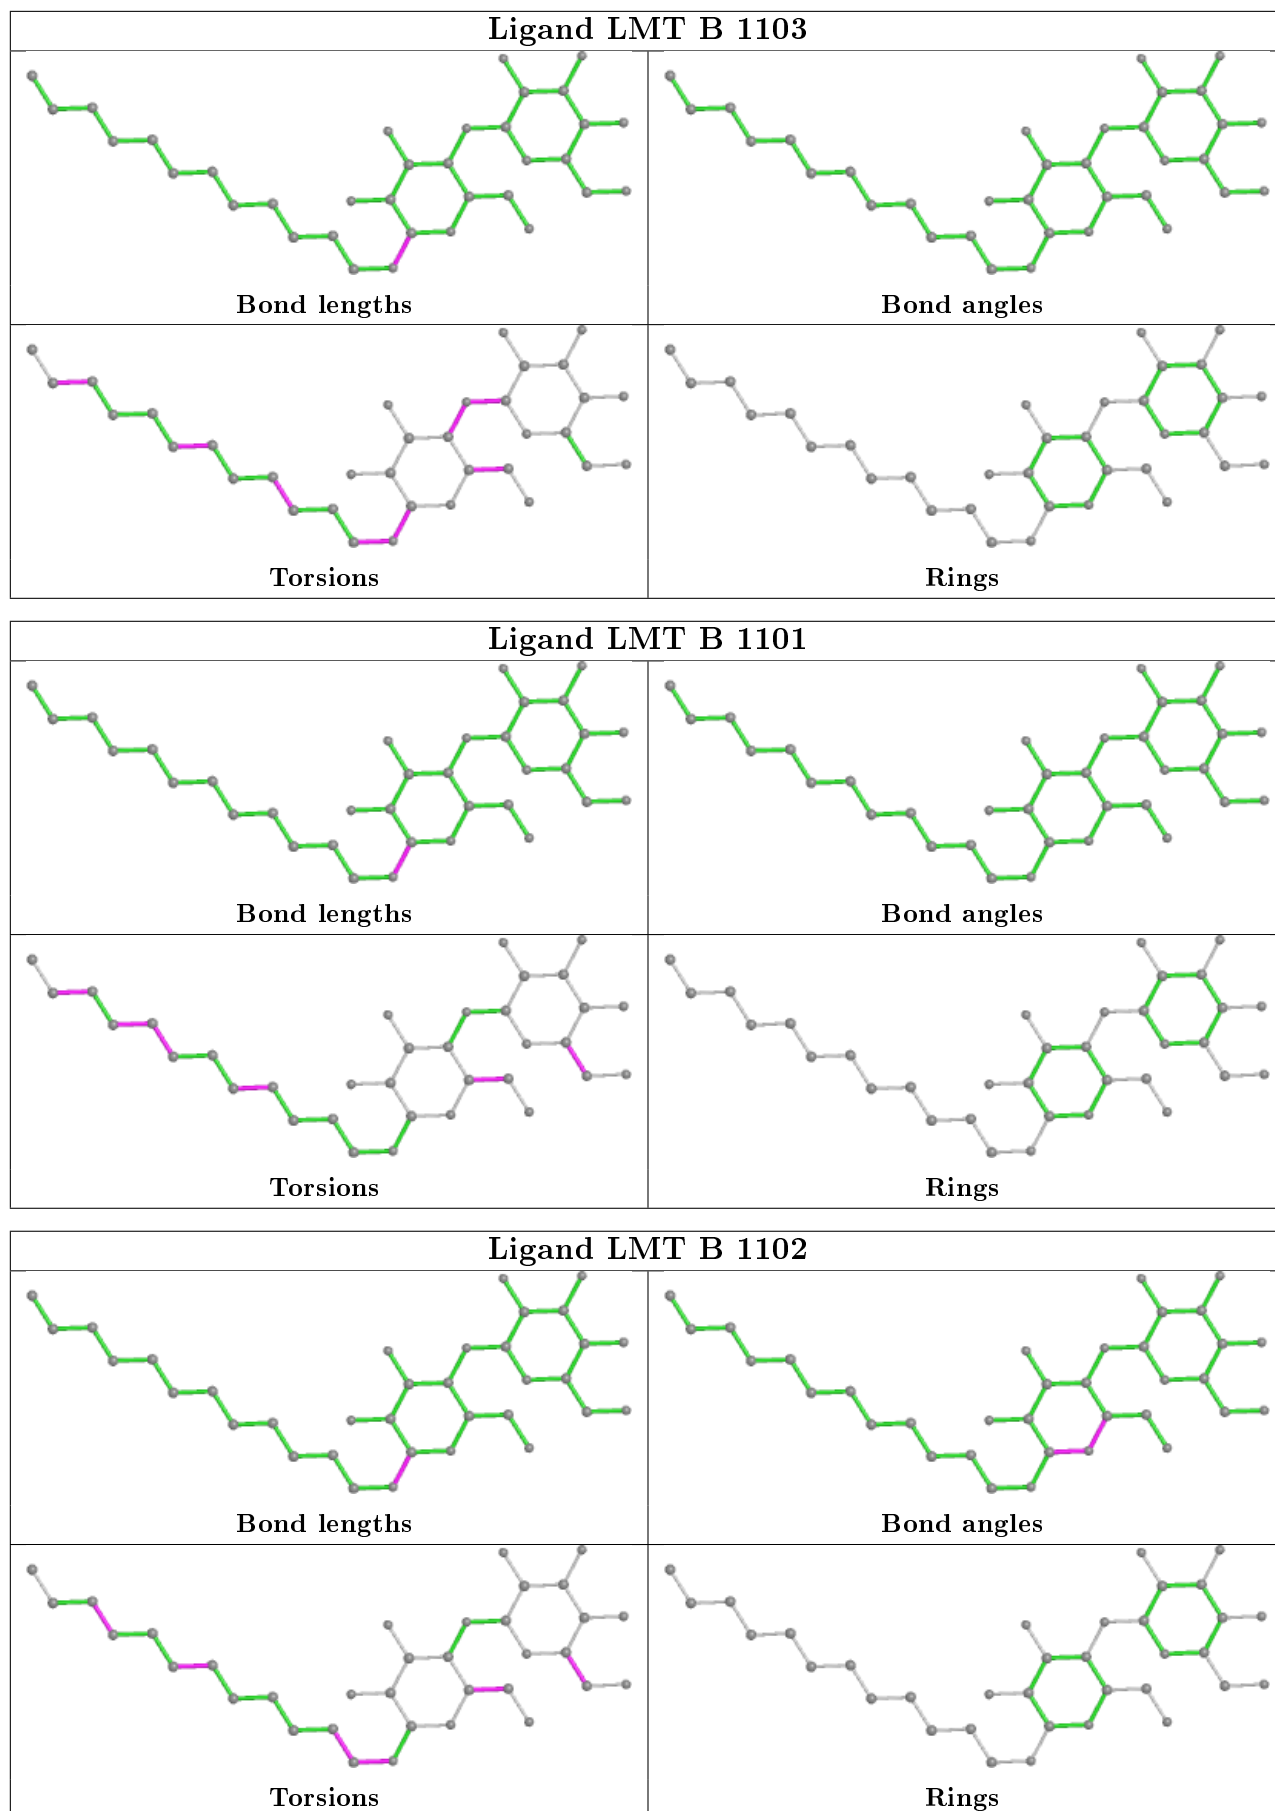 Ligand LMT B 1103
Bond lengths
Bond angles
Torsions
Rings
Ligand LMT B 1101
Bond lengths
Bond angles
Torsions
Rings
Ligand LMT B 1102
Bond lengths
Bond angles
Torsions
Rings